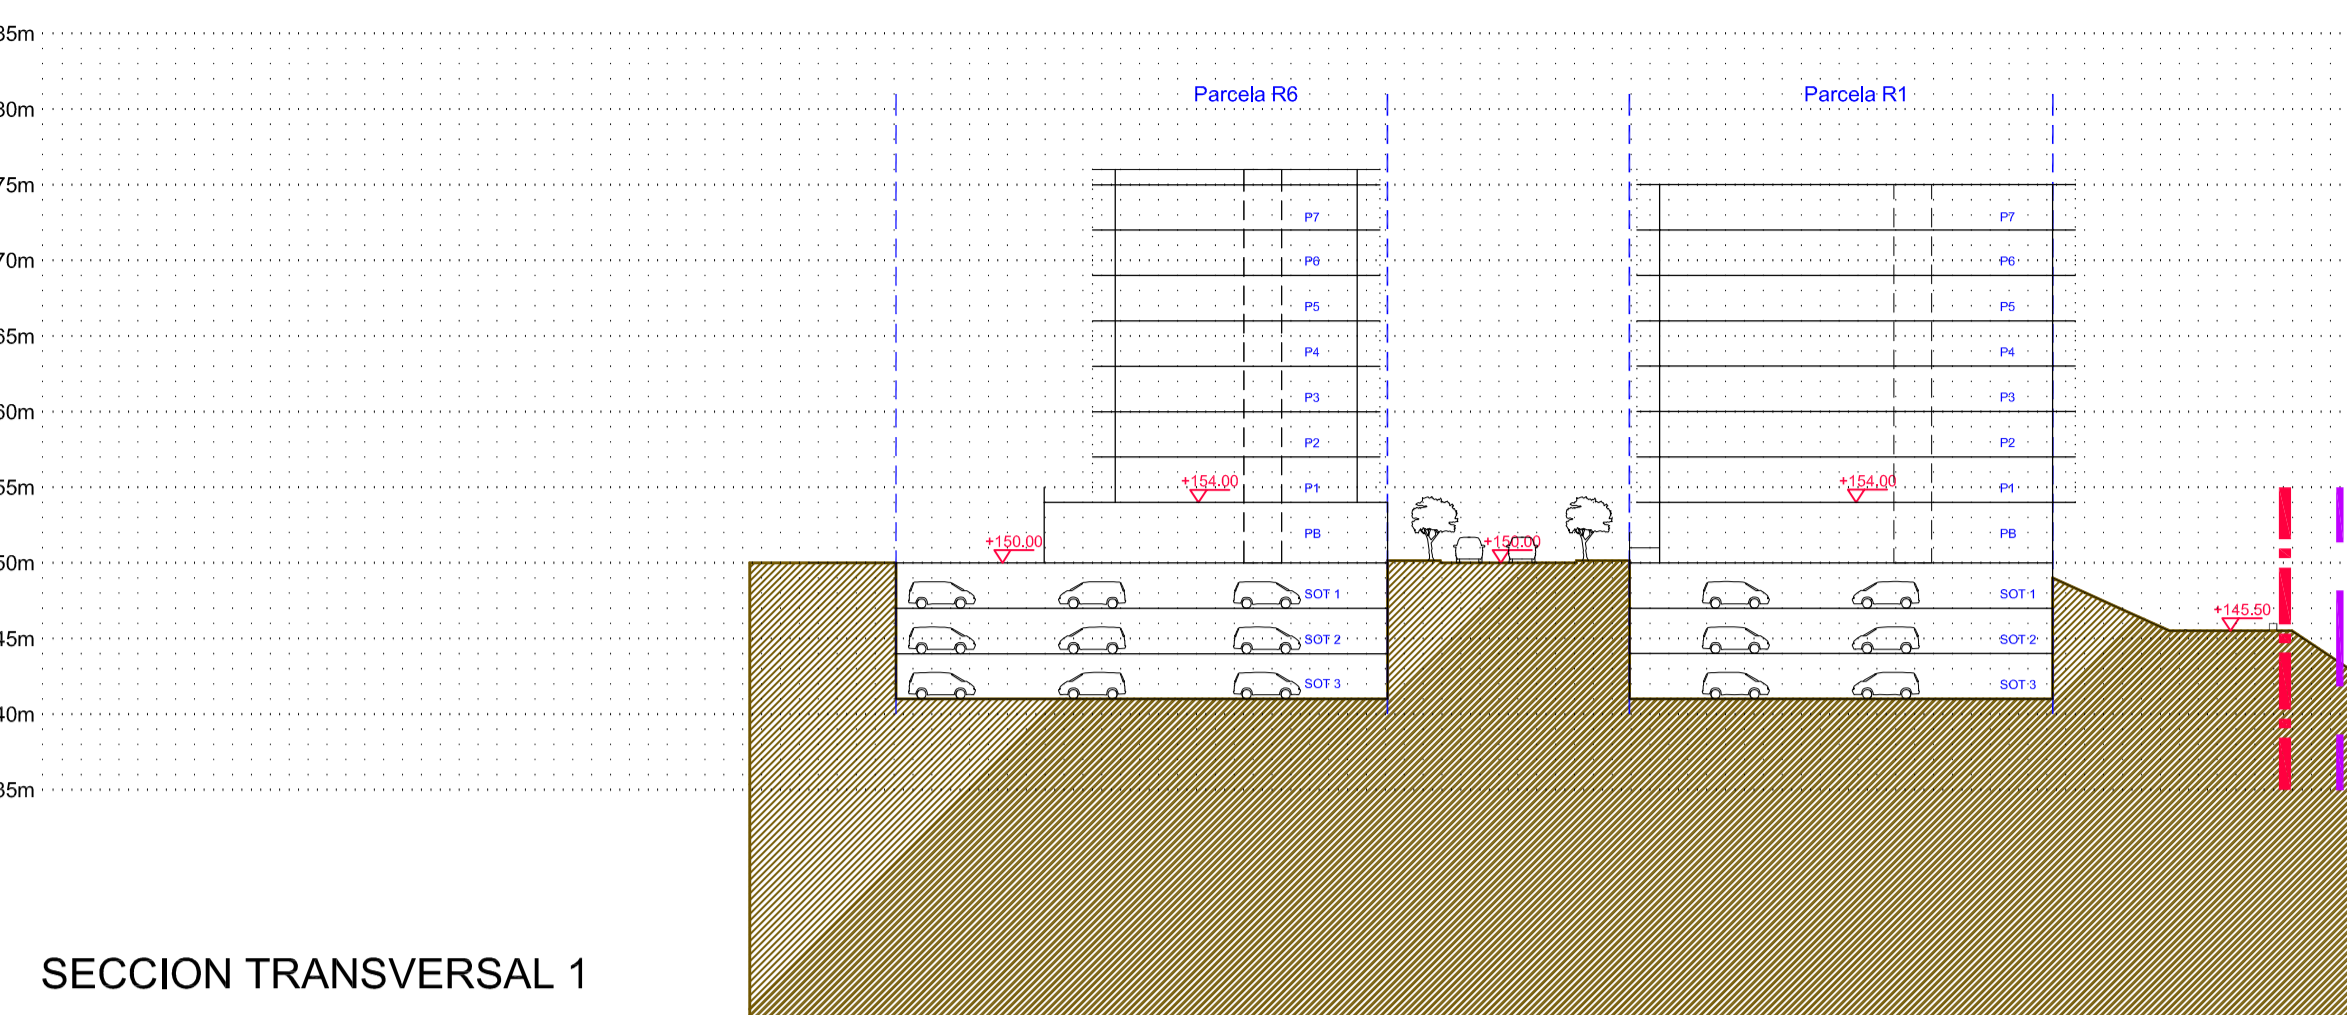 35m
Parcela R6 Parcela R1
80m
75m
P7 P7
70m
P6 P6
P5 P5
65m
P4 P4
P3 P3
60m
P2 P2
+154.00 +154.00
55m
P1 P1
PB PB
+150.00 +150.00
50m
SOT 1 SOT 1
+145.50
45m
SOT 2 SOT 2
SOT 3 SOT 3
40m
35m
SECCION TRANSVERSAL 1